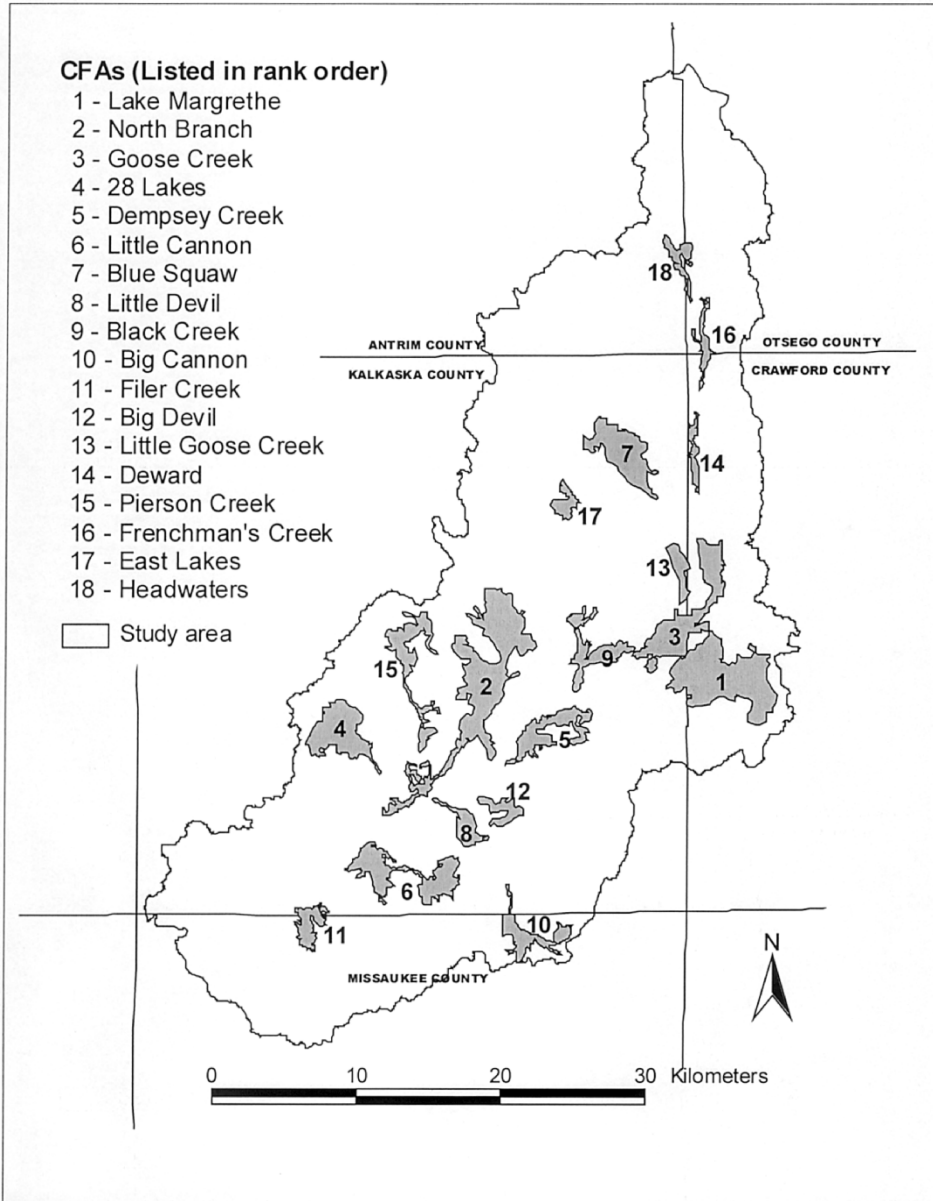 CFAs (Listed in rank order)
1 - Lake Margrethe
2 - North Branch
3 - Goose Creek
4 - 28 Lakes
5 - Dempsey Creek
6 - Little Cannon
7 - Blue Squaw
8 - Little Devil
9 - Black Creek
10 - Big Cannon
11 - Filer Creek
12 - Big Devil
13 - Little Goose Creek
14 - Deward
15 - Pierson Creek
16 - Frenchman's Creek
17 - East Lakes
18 - Headwaters
Study area
18
16
ANTRIM COUNTY
OTSEGO COUNTY
KALKASKA COUNTY
CRAWFORD COUNTY
7
14
17
13
3
9
15
2
1
4
5
12
8
6
10
11
MISSAUKEE COUNTY
N
0 10 20 30 Kilometers